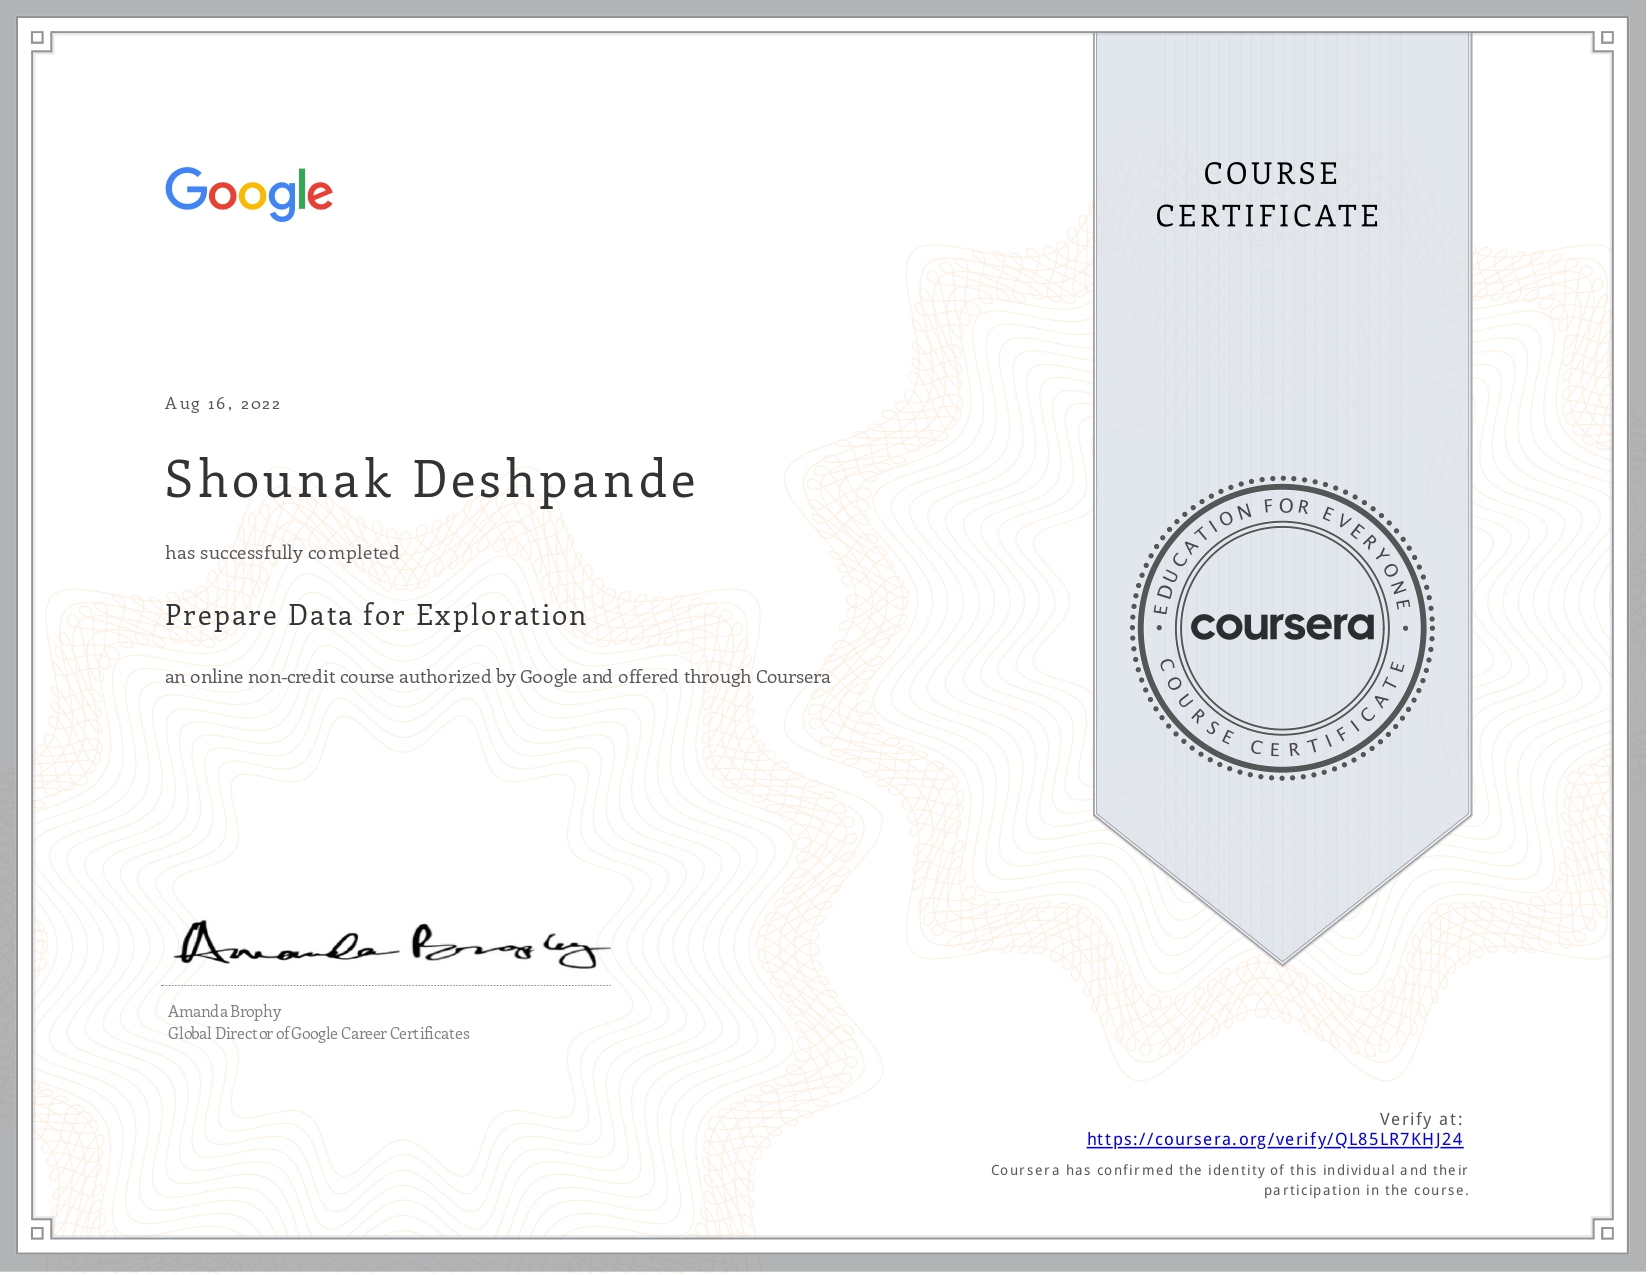 Google
COURSE
CERTIFICATE
Aug 16, 2022
Shounak Deshpande
has successfully completed
Prepare Data for Exploration
an online non-credit course authorized by Google and offered through Coursera
EDUCATION FOR EVERYONE
coursera
COURSE CERTIFICATE
Amanda Brophy
Amanda Brophy
Global Director of Google Career Certificates
Verify at:
https://coursera.org/verify/QL85LR7KHJ24
Coursera has confirmed the identity of this individual and their
participation in the course.